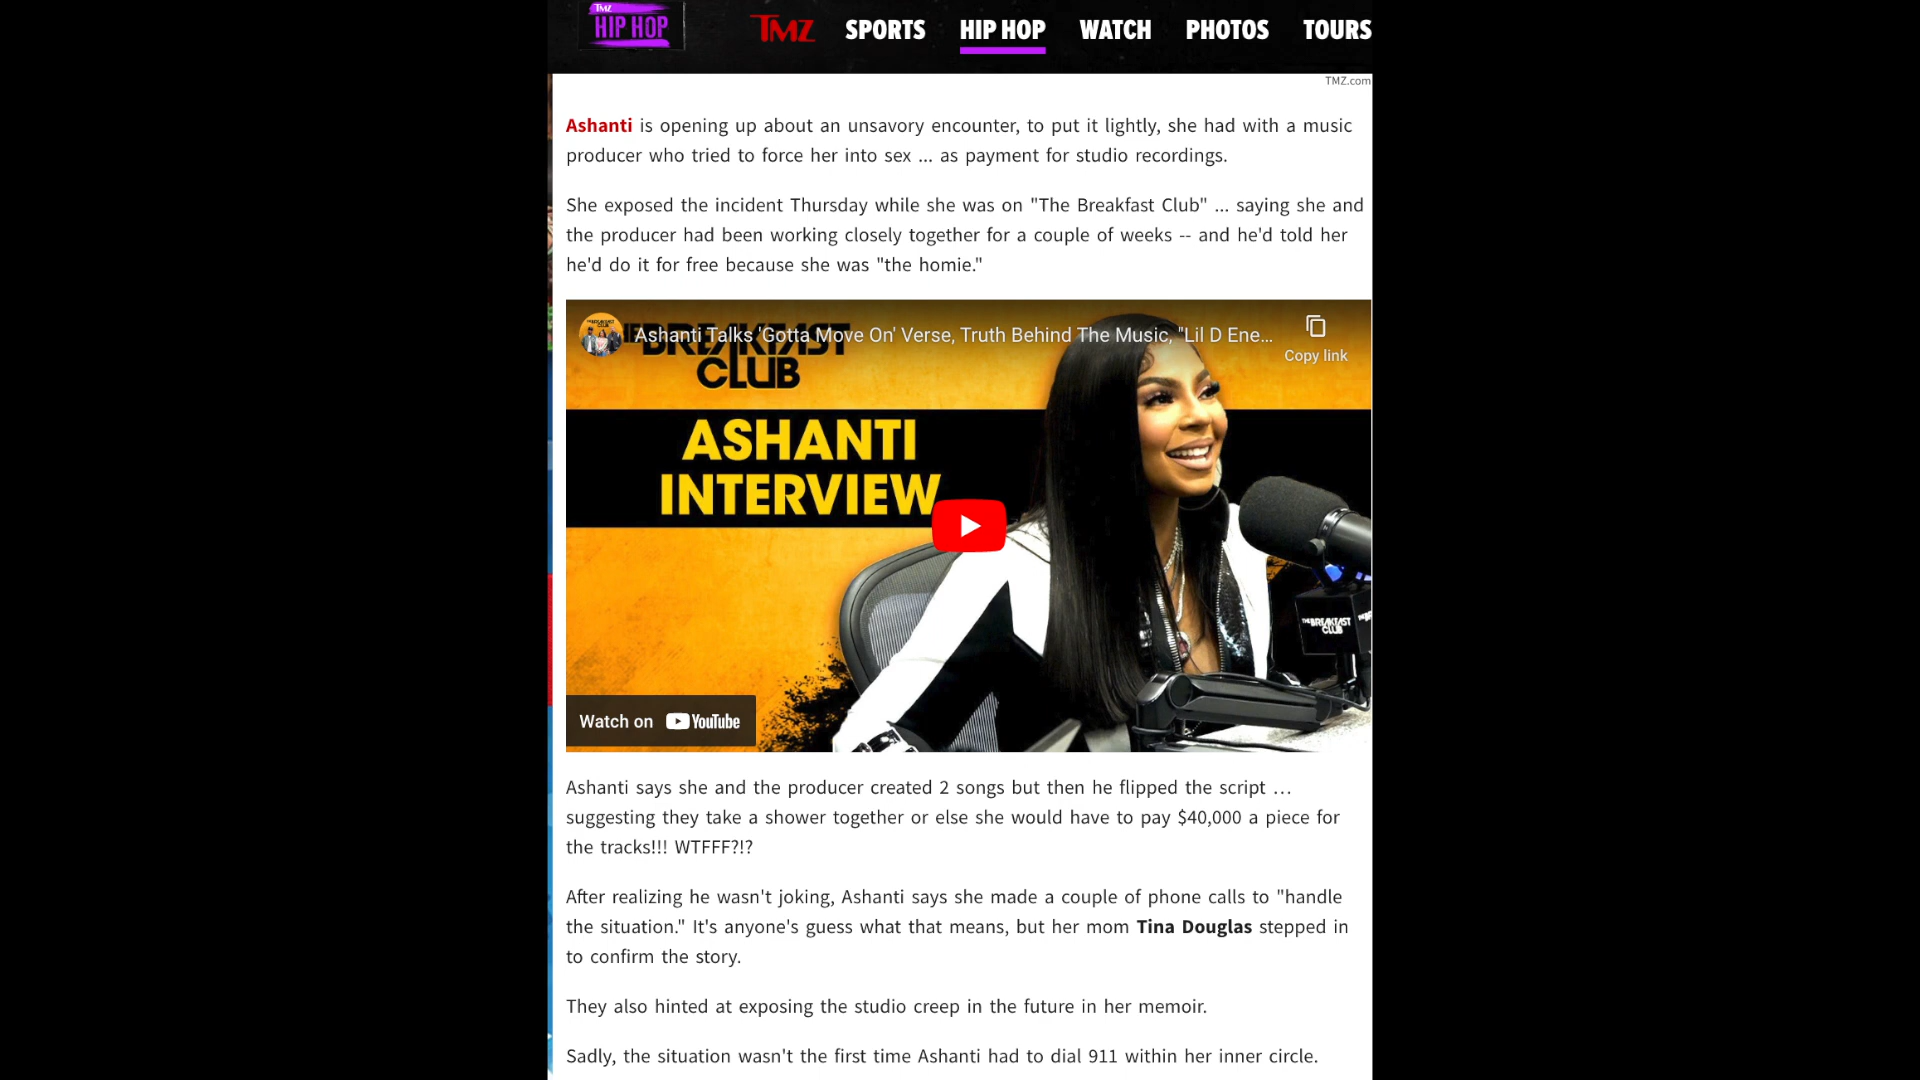 TMZ
HIP HOP
TMZ SPORTS HIP HOP WATCH PHOTOS TOURS
TMZ.com
Ashanti is opening up about an unsavory encounter, to put it lightly, she had with a music
producer who tried to force her into sex ... as payment for studio recordings.
She exposed the incident Thursday while she was on "The Breakfast Club" ... saying she and
the producer had been working closely together for a couple of weeks -- and he'd told her
he'd do it for free because she was "the homie."
Ashanti Talks 'Gotta Move On' Verse, Truth Behind The Music, "Lil D Ene...
Copy link
THE BREAKFAST
CLUB
ASHANTI
INTERVIEW
THE BREAKFAST
CLUB
Watch on YouTube
Ashanti says she and the producer created 2 songs but then he flipped the script …
suggesting they take a shower together or else she would have to pay $40,000 a piece for
the tracks!!! WTFFF?!?
After realizing he wasn't joking, Ashanti says she made a couple of phone calls to "handle
the situation." It's anyone's guess what that means, but her mom Tina Douglas stepped in
to confirm the story.
They also hinted at exposing the studio creep in the future in her memoir.
Sadly, the situation wasn't the first time Ashanti had to dial 911 within her inner circle.